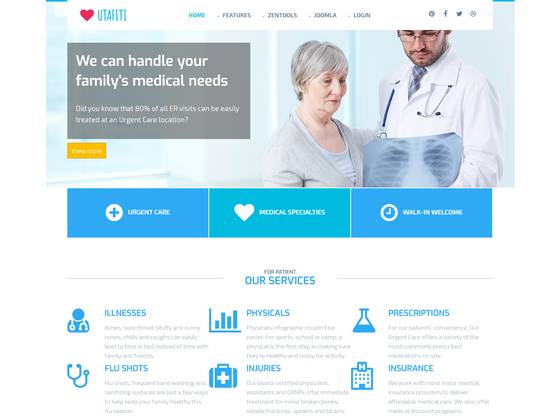 UTAFITI
HOME
FEATURES
ZENTOOLS
JOOMLA
LOGIN
We can handle your
family's medical needs
Did you know that 80% of all ER visits can be easily
treated at an Urgent Care location?
view more
URGENT CARE
MEDICAL SPECIALTIES
WALK-IN WELCOME
FOR PATIENT
OUR SERVICES
ILLNESSES
Aches, sore throat, stuffy and runny
noses, chills and coughs can easily
lead to time in bed instead of time with
family and friends.
PHYSICALS
Physicals infographic couldn't be
easier. For sports, school or camp, a
physical is the first step in making sure
they're healthy and ready for activity.
PRESCRIPTIONS
For our patients' convenience, Our
Urgent Care offers a variety of the
most commonly prescribed
medications on site.
FLU SHOTS
Flu shots, frequent hand washing and
sanitizing surfaces are just a few ways
to help keep your family healthy this
flu season.
INJURIES
Our board-certified physicians,
assistants and CRNPs offer immediate
treatment for minor broken bones,
simple fractures, sprains and strains.
INSURANCE
We work with most major medical
insurance providers to deliver
affordable medical care. We also offer
medical discount programs.